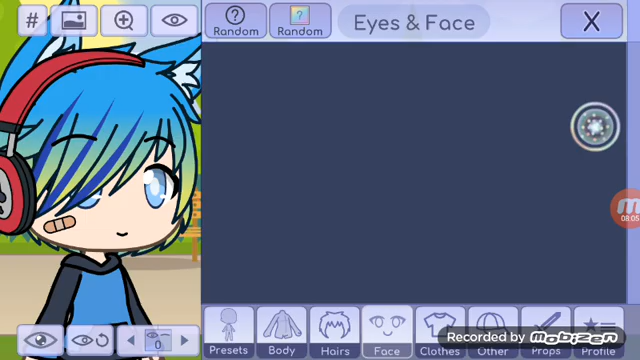 #
Random
Random
Eyes & Face
X
08:05
0
Presets
Body
Hairs
Face
Clothes
Other
Props
Profile
Recorded by MOBIZEN